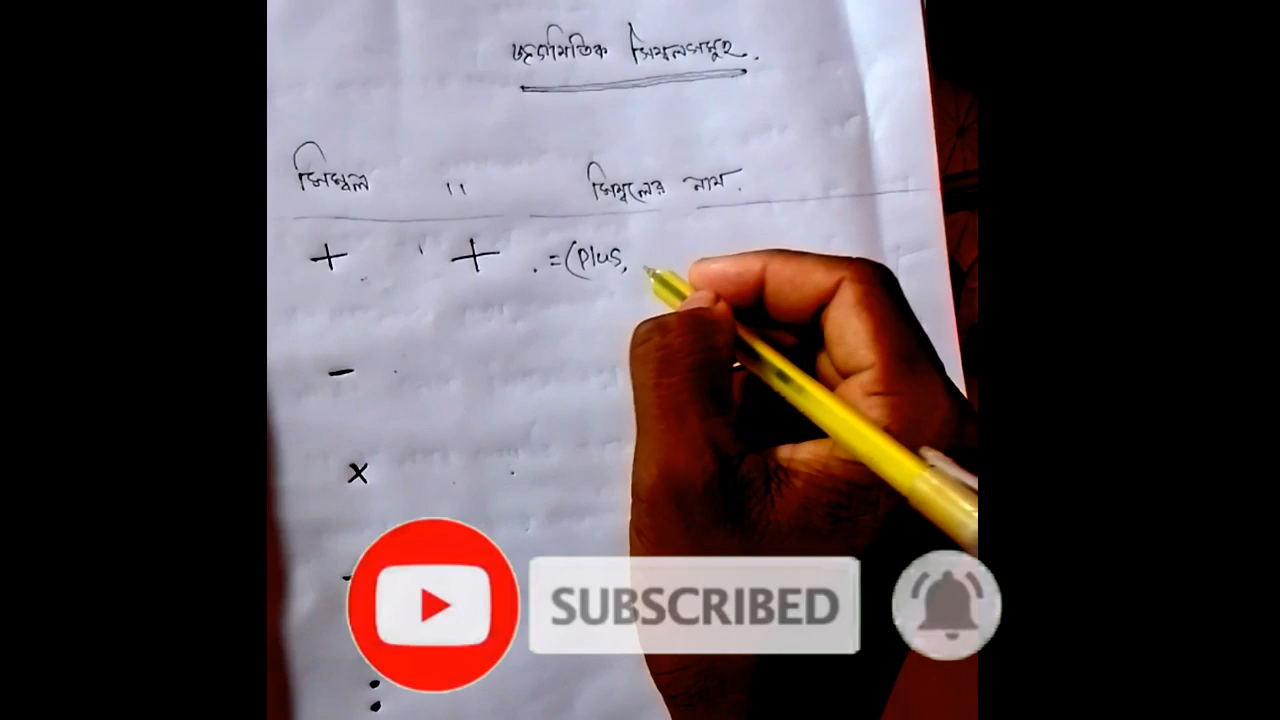 জ্যামিতিক সিম্বলসমূহ.
সিম্বল " সিম্বলের নাম.
+ ' + . =(plus,
-
×
SUBSCRIBED
: